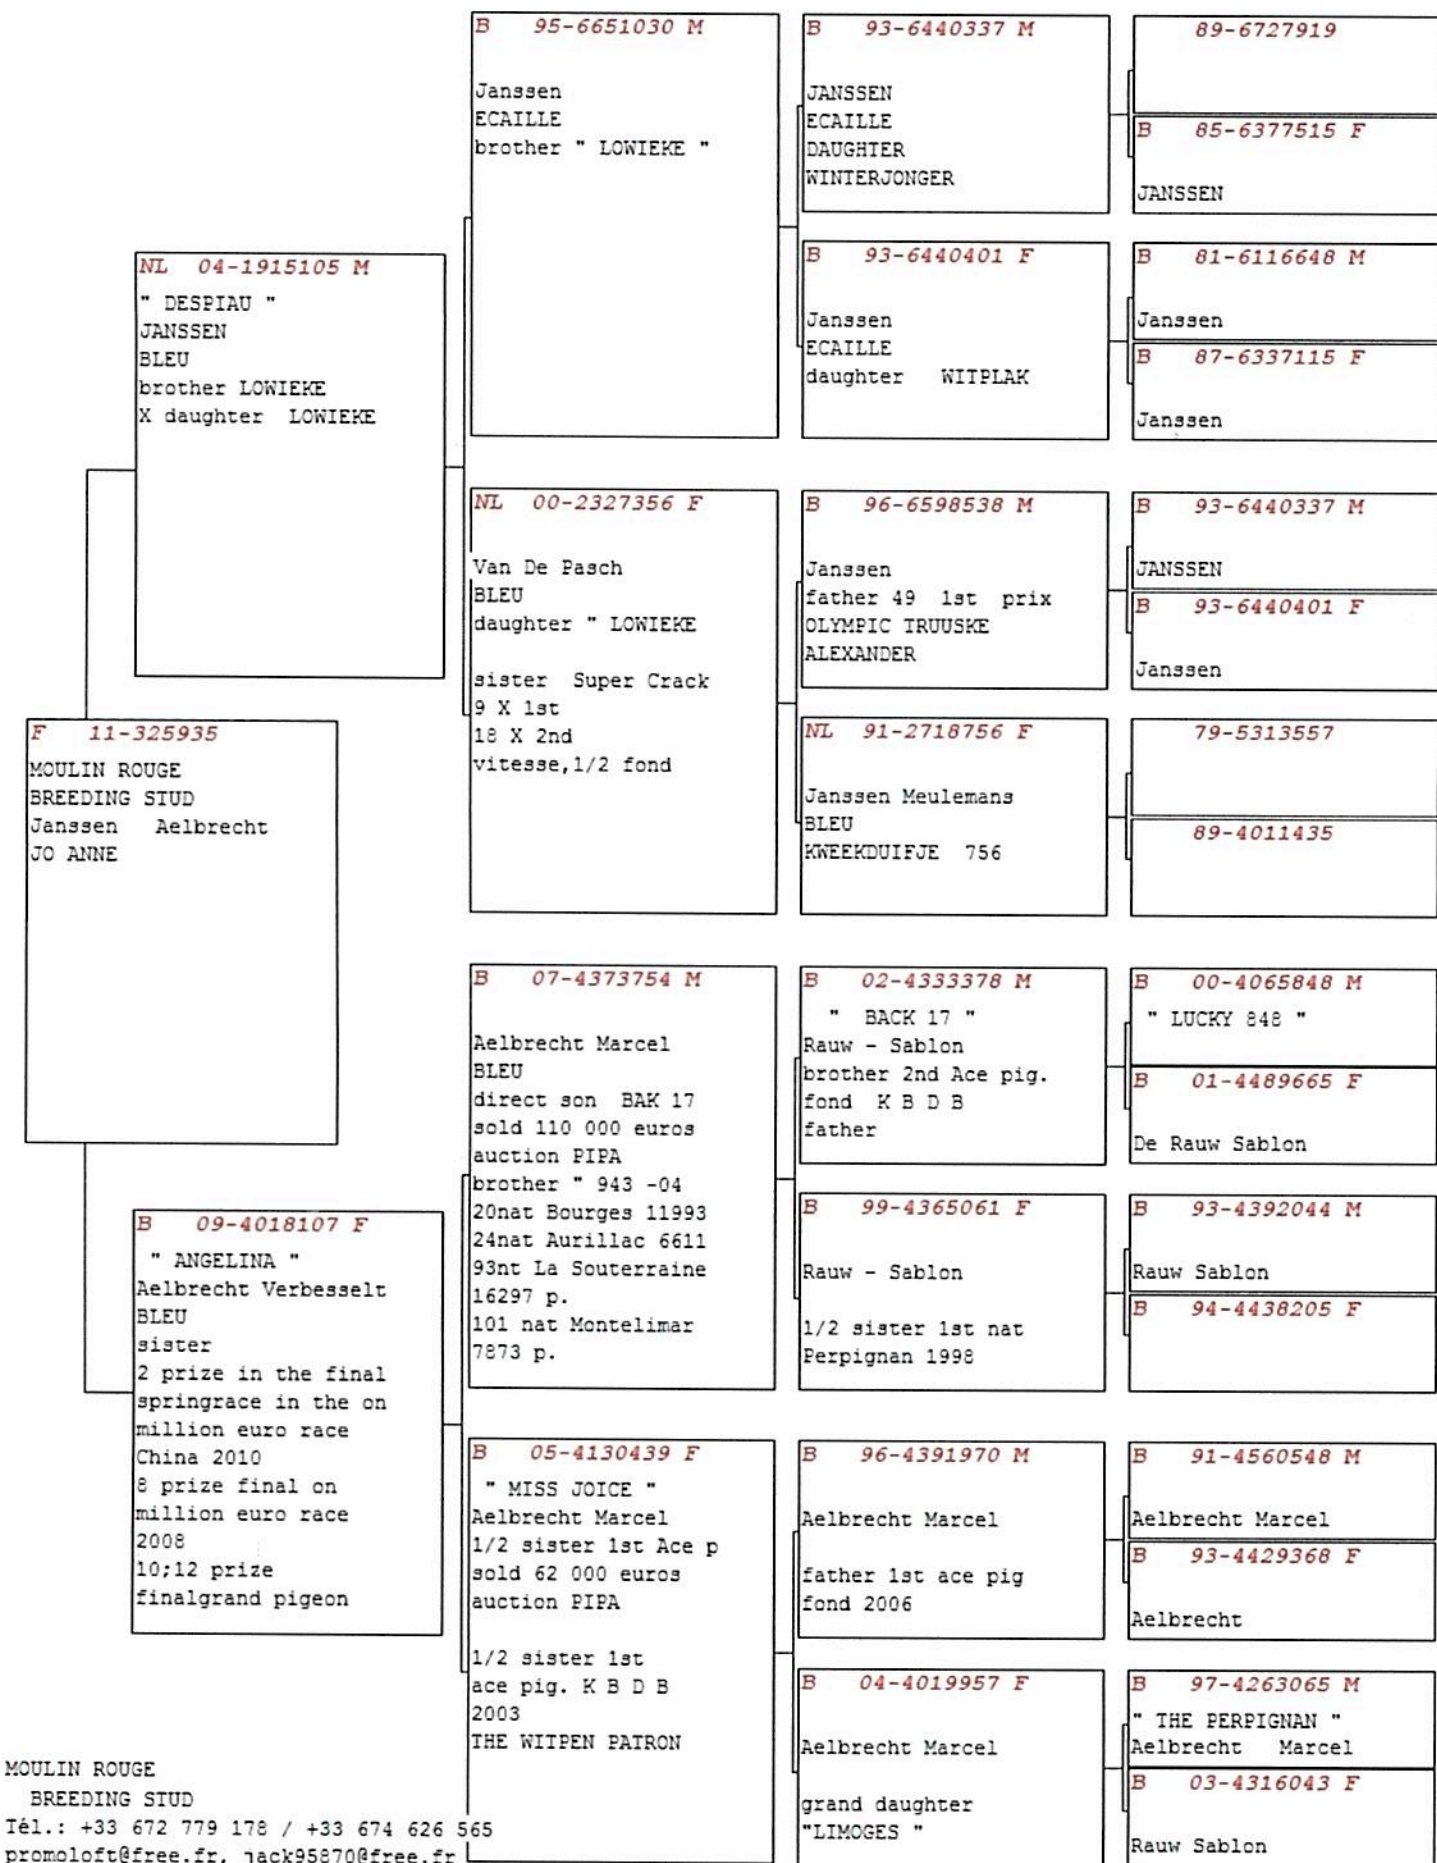 F 11-325935
MOULIN ROUGE
BREEDING STUD
Janssen Aelbrecht
JO ANNE
NL 04-1915105 M
" DESPIAU "
JANSSEN
BLEU
brother LOWIEKE
X daughter LOWIEKE
B 09-4018107 F
" ANGELINA "
Aelbrecht Verbesselt
BLEU
sister
2 prize in the final
springrace in the on
million euro race
China 2010
8 prize final on
million euro race
2008
10;12 prize
finalgrand pigeon
B 95-6651030 M
Janssen
ECAILLE
brother " LOWIEKE "
NL 00-2327356 F
Van De Pasch
BLEU
daughter " LOWIEKE
sister Super Crack
9 X 1st
18 X 2nd
vitesse,1/2 fond
B 07-4373754 M
Aelbrecht Marcel
BLEU
direct son BAK 17
sold 110 000 euros
auction PIPA
brother " 943 -04
20nat Bourges 11993
24nat Aurillac 6611
93nt La Souterraine
16297 p.
101 nat Montelimar
7873 p.
B 05-4130439 F
" MISS JOICE "
Aelbrecht Marcel
1/2 sister 1st Ace p
sold 62 000 euros
auction PIPA
1/2 sister 1st
ace pig. K B D B
2003
THE WITPEN PATRON
B 93-6440337 M
JANSSEN
ECAILLE
DAUGHTER
WINTERJONGER
B 93-6440401 F
Janssen
ECAILLE
daughter WITPLAK
B 96-6598538 M
Janssen
father 49 1st prix
OLYMPIC TRUUSKE
ALEXANDER
NL 91-2718756 F
Janssen Meulemans
BLEU
KWEEKDUIFJE 756
B 02-4333378 M
" BACK 17 "
Rauw - Sablon
brother 2nd Ace pig.
fond K B D B
father
B 99-4365061 F
Rauw - Sablon
1/2 sister 1st nat
Perpignan 1998
B 96-4391970 M
Aelbrecht Marcel
father 1st ace pig
fond 2006
B 04-4019957 F
Aelbrecht Marcel
grand daughter
"LIMOGES "
89-6727919
B 85-6377515 F
JANSSEN
B 81-6116648 M
Janssen
B 87-6337115 F
Janssen
B 93-6440337 M
JANSSEN
B 93-6440401 F
Janssen
79-5313557
89-4011435
B 00-4065848 M
" LUCKY 848 "
B 01-4489665 F
De Rauw Sablon
B 93-4392044 M
Rauw Sablon
B 94-4438205 F
B 91-4560548 M
Aelbrecht Marcel
B 93-4429368 F
Aelbrecht
B 97-4263065 M
" THE PERPIGNAN "
Aelbrecht Marcel
B 03-4316043 F
Rauw Sablon
MOULIN ROUGE
BREEDING STUD
Tél.: +33 672 779 178 / +33 674 626 565
promoloft@free.fr, jack95870@free.fr